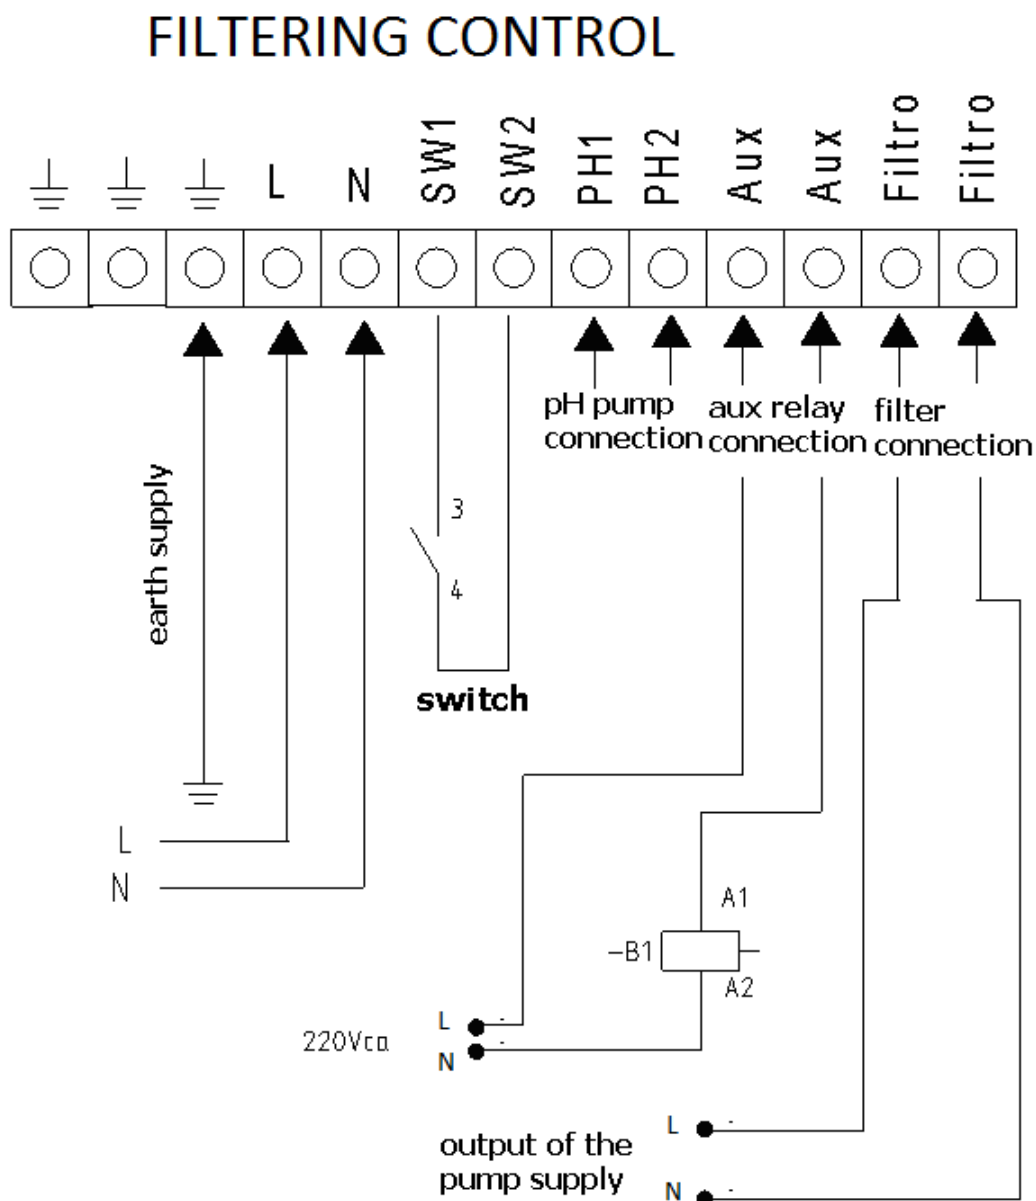 FILTERING CONTROL
L
N
SW1
SW2
PH1
PH2
Aux
Aux
Filtro
Filtro
pH pump
connection
aux relay
connection
filter
connection
earth supply
3
4
switch
L
N
A1
-B1
A2
220Vca
L
N
output of the
pump supply
L
N